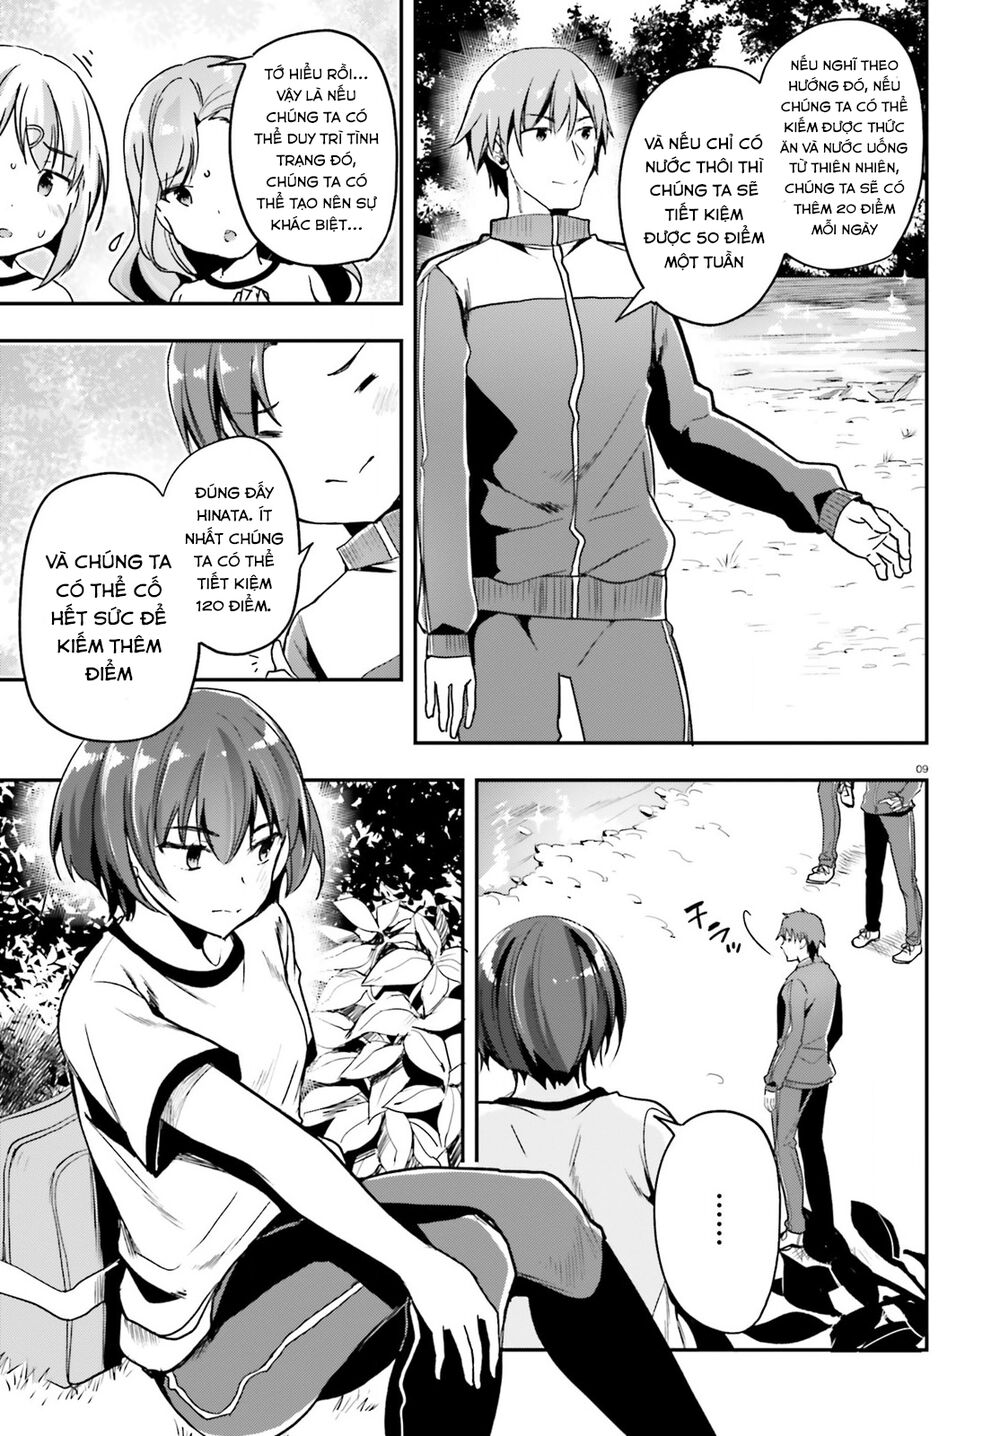 NẾU NGHĨ THEO
HƯỚNG ĐÓ, NẾU
CHÚNG TA CÓ THỂ
KIẾM ĐƯỢC THỨC
ĂN VÀ NƯỚC UỐNG
TỪ THIÊN NHIÊN,
CHÚNG TA SẼ CÓ
THÊM 20 ĐIỂM
MỖI NGÀY
VÀ NẾU CHỈ CÓ
NƯỚC THÔI THÌ
CHÚNG TA SẼ
TIẾT KIỆM
ĐƯỢC 50 ĐIỂM
MỘT TUẦN
TỚ HIỂU RỒI...
VẬY LÀ NẾU
CHÚNG TA CÓ
THỂ DUY TRÌ TÌNH
TRẠNG ĐÓ,
CHÚNG TA CÓ
THỂ TẠO NÊN SỰ
KHÁC BIỆT...
ĐÚNG ĐẤY
HINATA. ÍT
NHẤT CHÚNG
TA CÓ THỂ
TIẾT KIỆM
120 ĐIỂM.
VÀ CHÚNG TA
CÓ THỂ CỐ
HẾT SỨC ĐỂ
KIẾM THÊM
ĐIỂM
09
チラッ
……